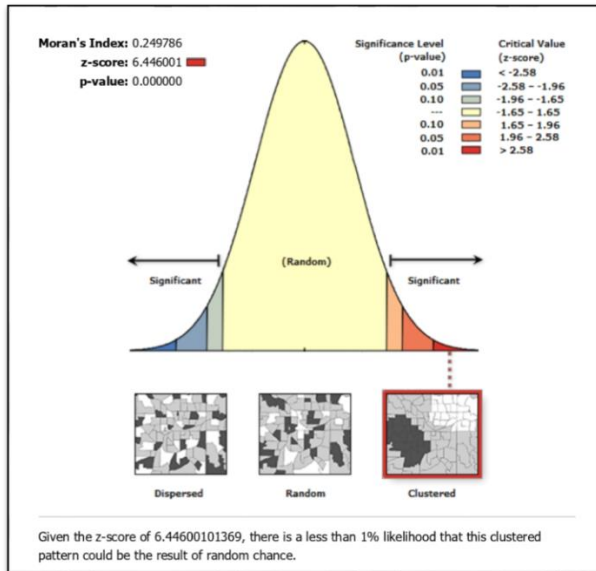 Moran's Index: 0.249786
z-score: 6.446001
p-value: 0.000000
Significance Level
(p-value)
Critical Value
(z-score)
0.01 < -2.58
0.05 -2.58 – -1.96
0.10 -1.96 – -1.65
--- -1.65 – 1.65
0.10 1.65 – 1.96
0.05 1.96 – 2.58
0.01 > 2.58
Significant
(Random)
Significant
Dispersed
Random
Clustered
Given the z-score of 6.44600101369, there is a less than 1% likelihood that this clustered
pattern could be the result of random chance.